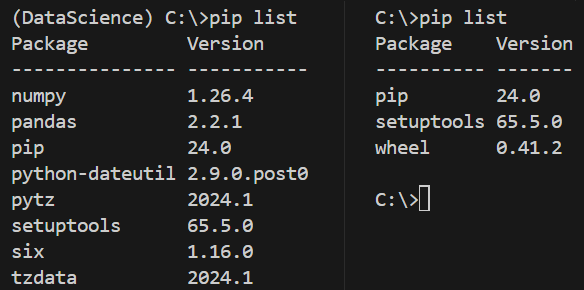 (DataScience) C:\>pip list
Package         Version
--------------- -----------
numpy           1.26.4
pandas          2.2.1
pip             24.0
python-dateutil 2.9.0.post0
pytz            2024.1
setuptools      65.5.0
six             1.16.0
tzdata          2024.1
C:\>pip list
Package    Version
---------- -------
pip        24.0
setuptools 65.5.0
wheel      0.41.2
C:\>